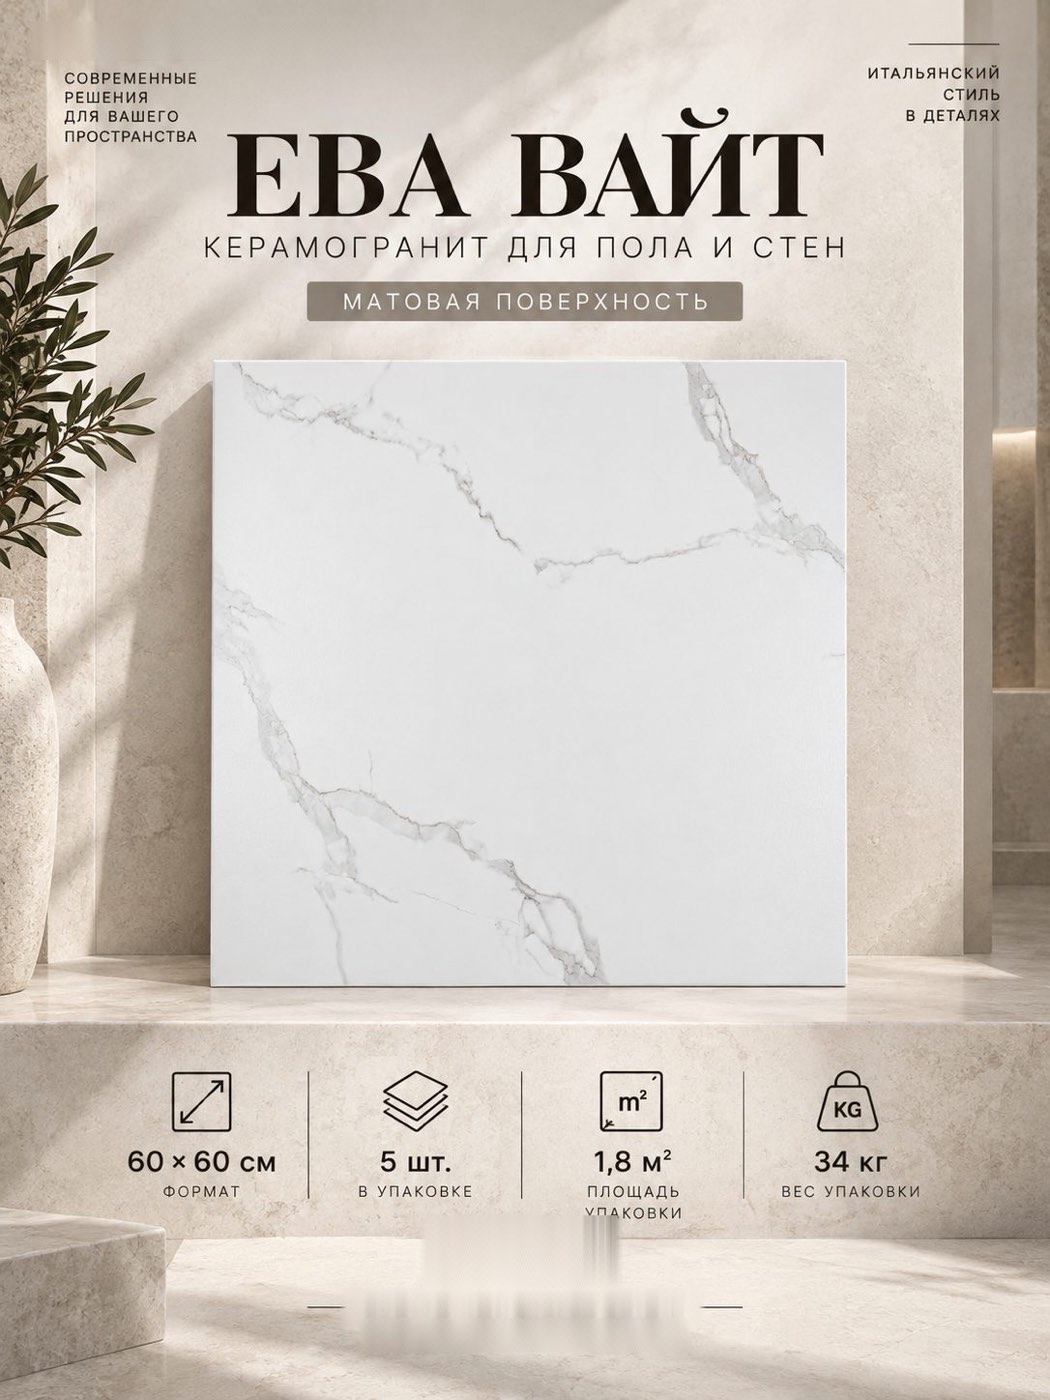 СОВРЕМЕННЫЕ
РЕШЕНИЯ
ДЛЯ ВАШЕГО
ПРОСТРАНСТВА
ИТАЛЬЯНСКИЙ
СТИЛЬ
В ДЕТАЛЯХ
ЕВА ВАЙТ
КЕРАМОГРАНИТ ДЛЯ ПОЛА И СТЕН
МАТОВАЯ ПОВЕРХНОСТЬ
60 × 60 см
ФОРМАТ
5 шт.
В УПАКОВКЕ
m²
1,8 м²
ПЛОЩАДЬ
УПАКОВКИ
KG
34 кг
ВЕС УПАКОВКИ